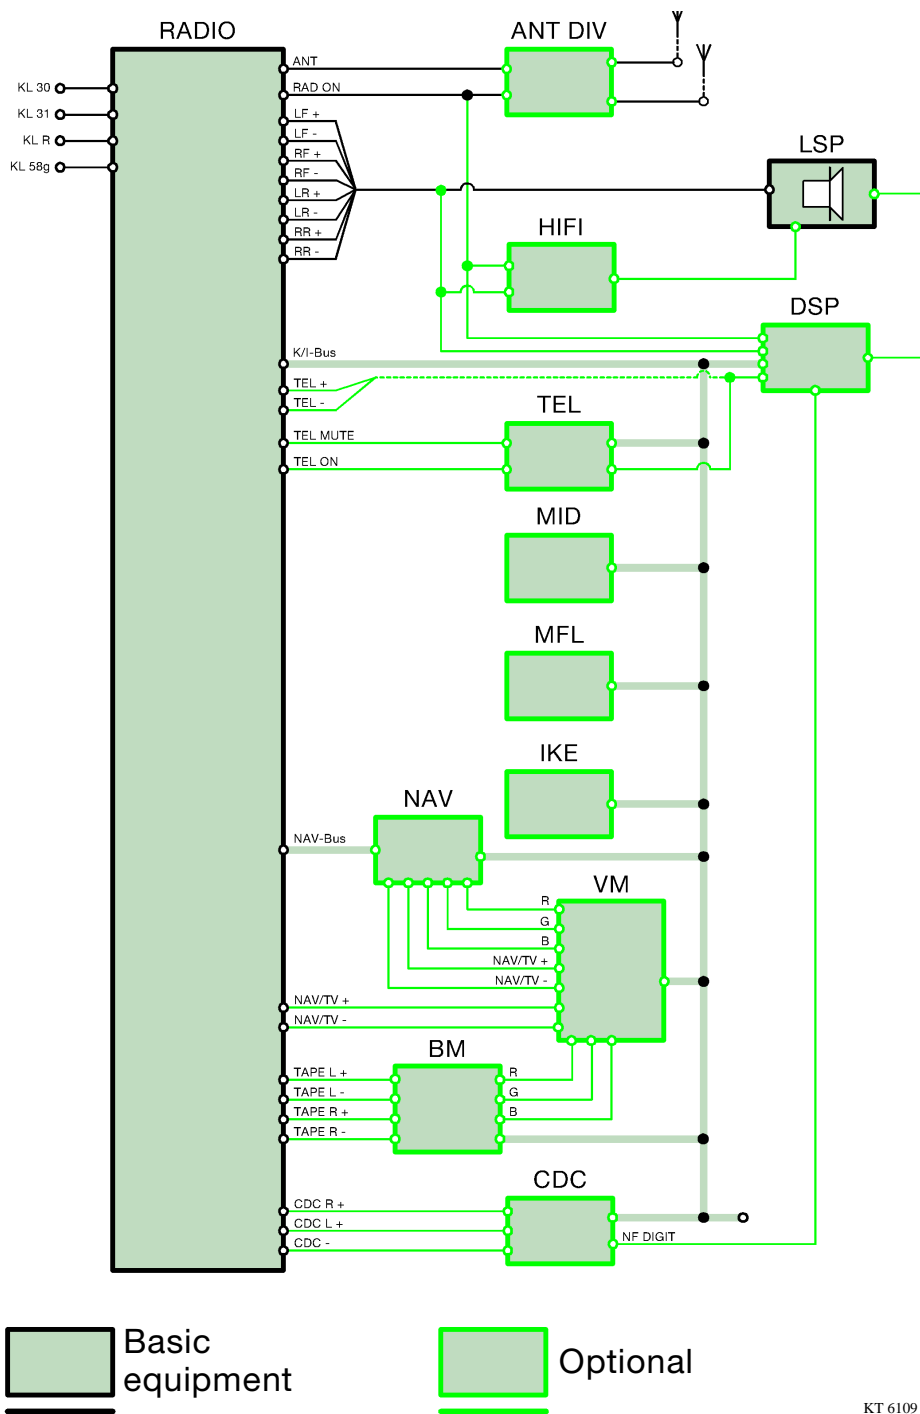 RADIO
ANT DIV
KL 30
KL 31
KL R
KL 58g
ANT
RAD ON
LF +
LF -
RF +
RF -
LR +
LR -
RR +
RR -
LSP
HIFI
DSP
K/I-Bus
TEL +
TEL -
TEL
TEL MUTE
TEL ON
MID
MFL
IKE
NAV
NAV-Bus
VM
R
G
B
NAV/TV +
NAV/TV -
NAV/TV +
NAV/TV -
BM
TAPE L +
TAPE L -
TAPE R +
TAPE R -
R
G
B
CDC
CDC R +
CDC L +
CDC -
NF DIGIT
Basic
equipment
Optional
KT 6109